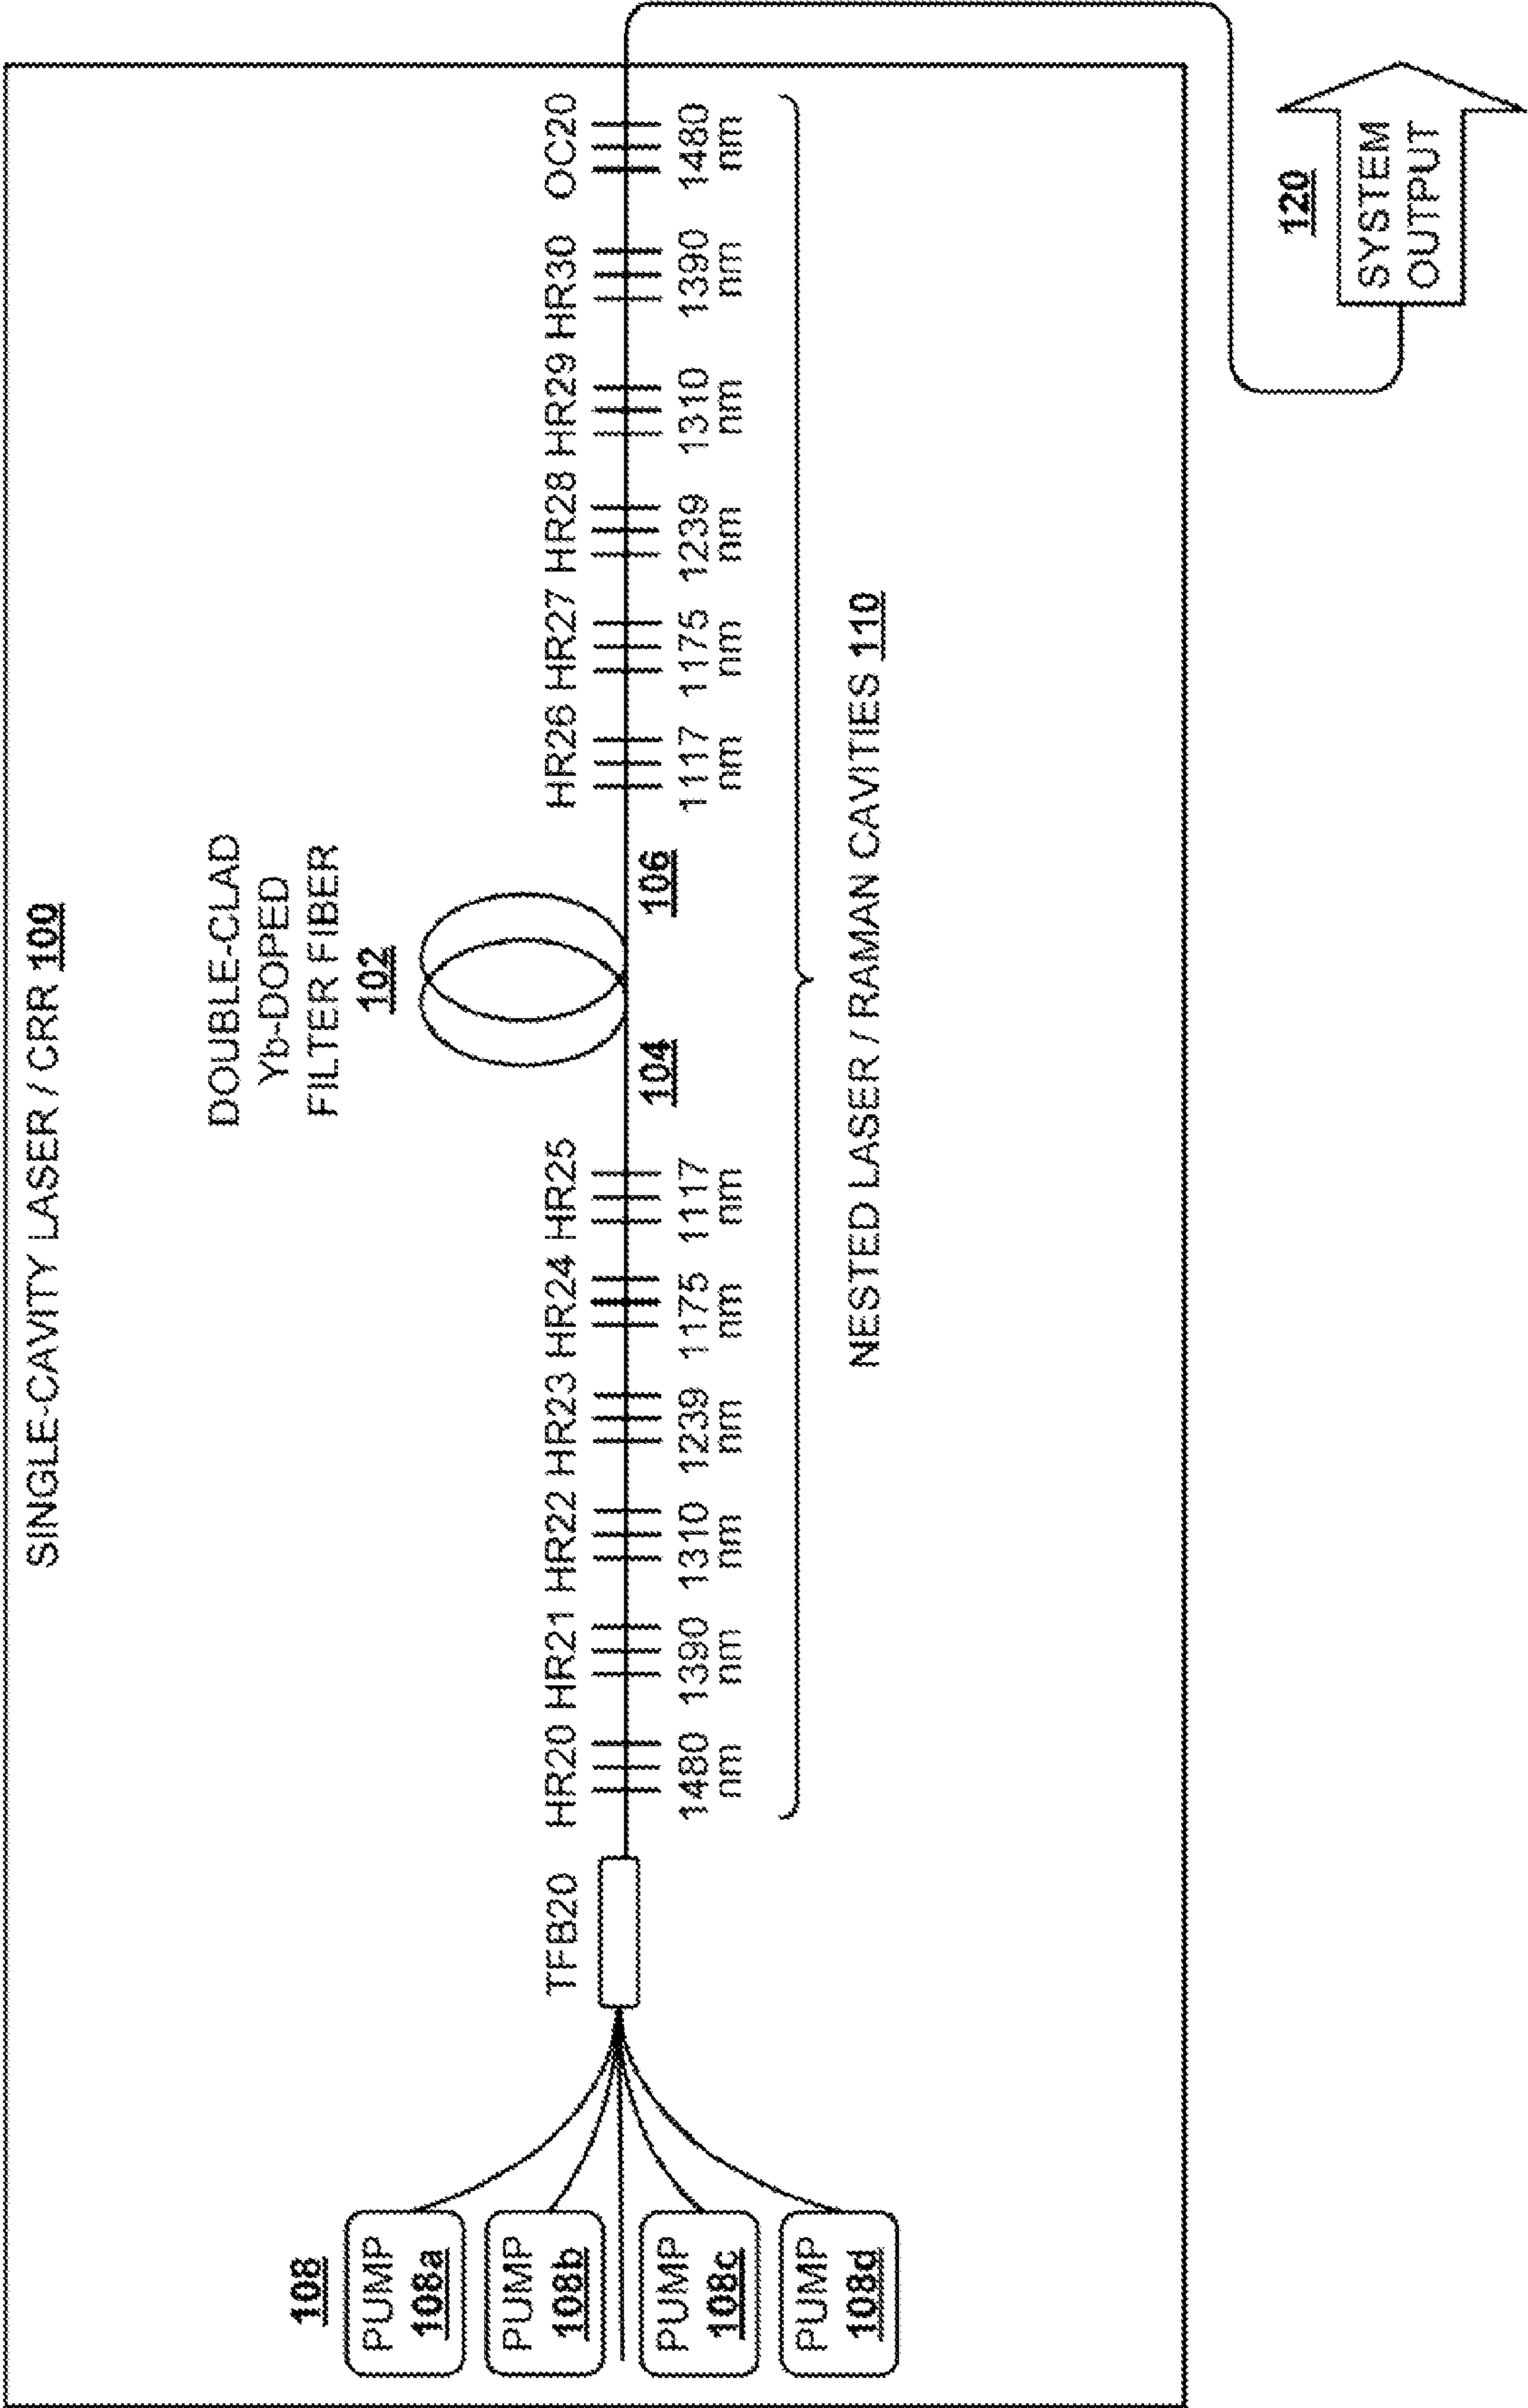 SINGLE-CAVITY LASER / CRR 100
DOUBLE-CLAD
Yb-DOPED
FILTER FIBER
102
108
PUMP
108a
PUMP
108b
PUMP
108c
PUMP
108d
TFB20
HR20 HR21 HR22 HR23 HR24 HR25
HR26 HR27 HR28 HR29 HR30 OC20
104
106
1480 nm
1390 nm
1310 nm
1239 nm
1175 nm
1117 nm
1117 nm
1175 nm
1239 nm
1310 nm
1390 nm
1480 nm
NESTED LASER / RAMAN CAVITIES 110
120
SYSTEM
OUTPUT